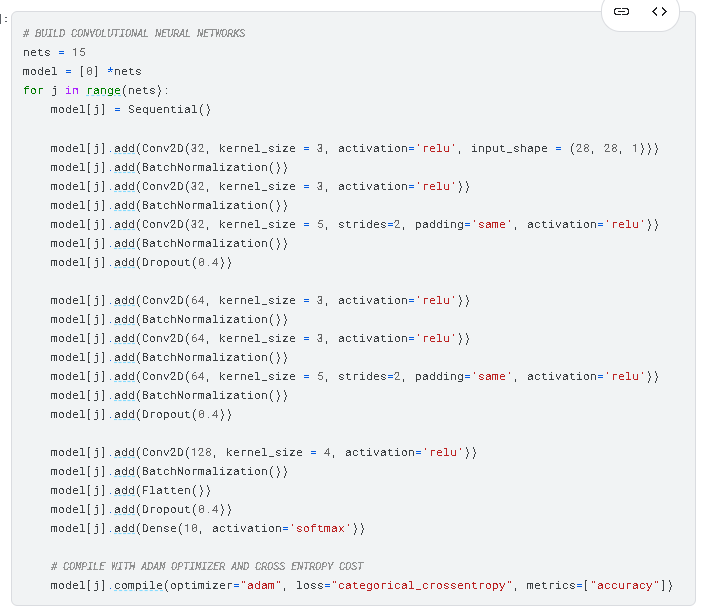 ]:
# BUILD CONVOLUTIONAL NEURAL NETWORKS
nets = 15
model = [0] *nets
for j in range(nets):
    model[j] = Sequential()

    model[j].add(Conv2D(32, kernel_size = 3, activation='relu', input_shape = (28, 28, 1)))
    model[j].add(BatchNormalization())
    model[j].add(Conv2D(32, kernel_size = 3, activation='relu'))
    model[j].add(BatchNormalization())
    model[j].add(Conv2D(32, kernel_size = 5, strides=2, padding='same', activation='relu'))
    model[j].add(BatchNormalization())
    model[j].add(Dropout(0.4))

    model[j].add(Conv2D(64, kernel_size = 3, activation='relu'))
    model[j].add(BatchNormalization())
    model[j].add(Conv2D(64, kernel_size = 3, activation='relu'))
    model[j].add(BatchNormalization())
    model[j].add(Conv2D(64, kernel_size = 5, strides=2, padding='same', activation='relu'))
    model[j].add(BatchNormalization())
    model[j].add(Dropout(0.4))

    model[j].add(Conv2D(128, kernel_size = 4, activation='relu'))
    model[j].add(BatchNormalization())
    model[j].add(Flatten())
    model[j].add(Dropout(0.4))
    model[j].add(Dense(10, activation='softmax'))

    # COMPILE WITH ADAM OPTIMIZER AND CROSS ENTROPY COST
    model[j].compile(optimizer="adam", loss="categorical_crossentropy", metrics=["accuracy"])